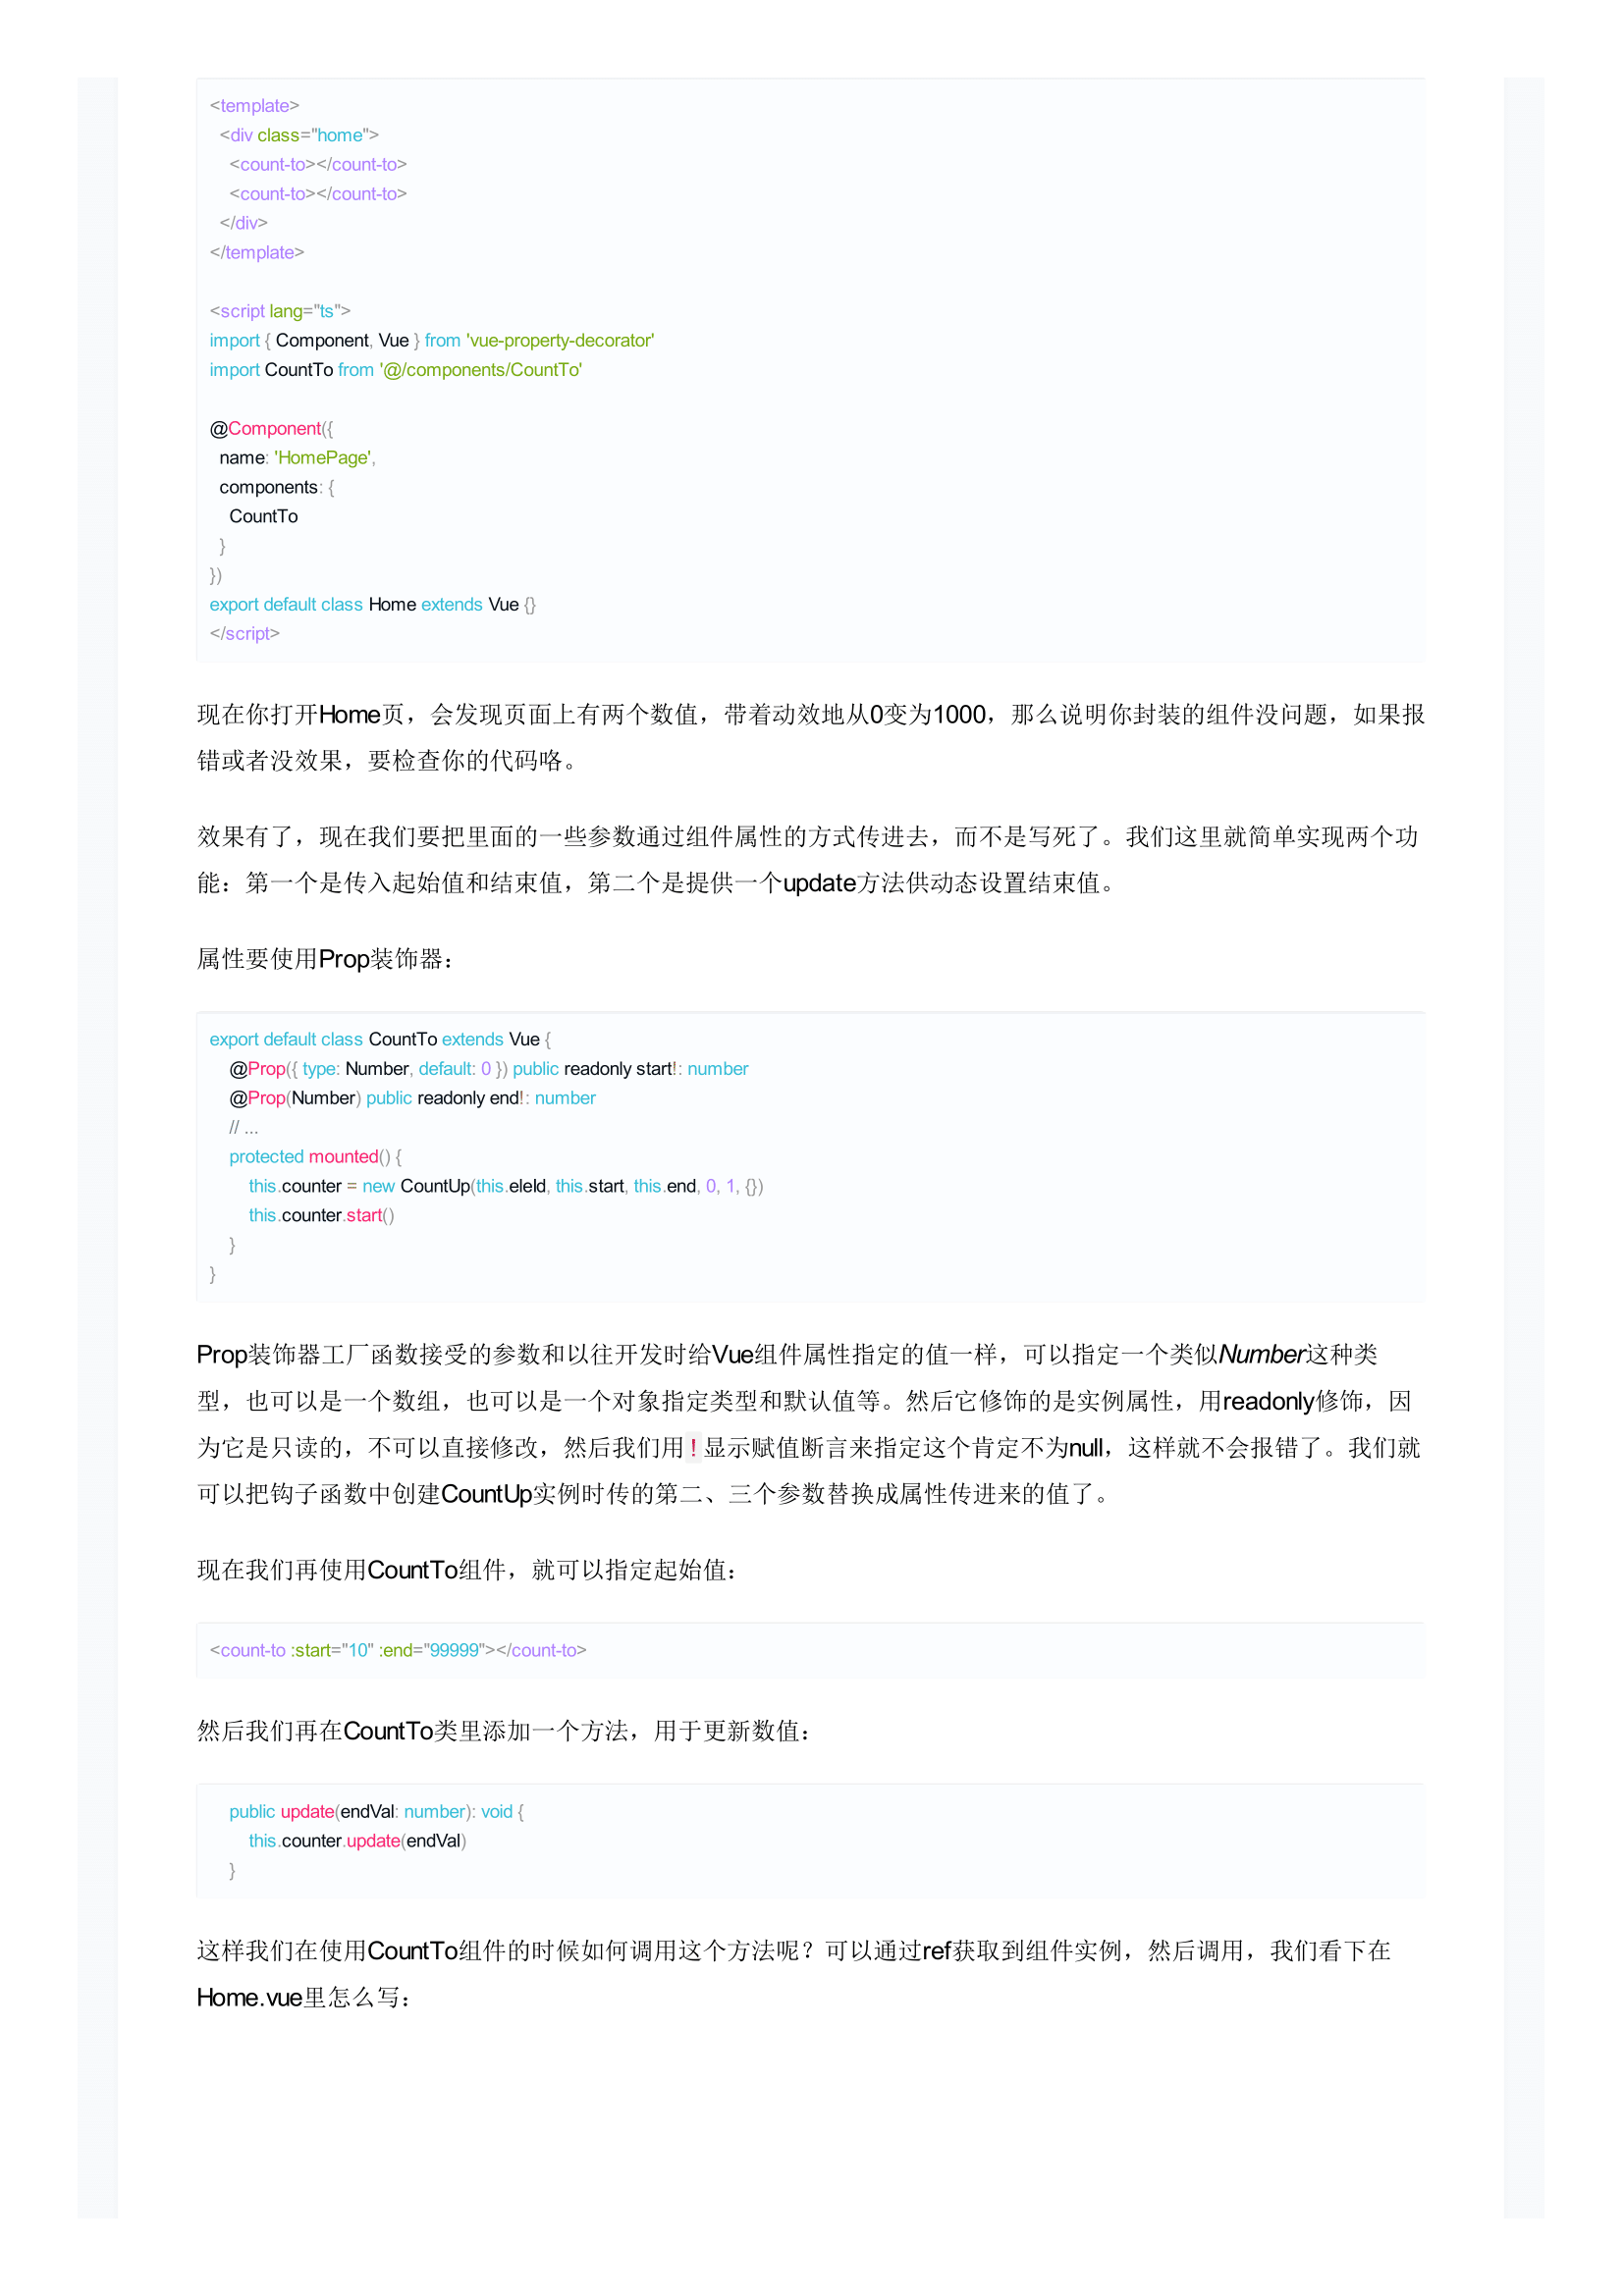 <template>
  <div class="home">
    <count-to></count-to>
    <count-to></count-to>
  </div>
</template>

<script lang="ts">
import { Component, Vue } from 'vue-property-decorator'
import CountTo from '@/components/CountTo'

@Component({
  name: 'HomePage',
  components: {
    CountTo
  }
})
export default class Home extends Vue {}
</script>
现在你打开Home页，会发现页面上有两个数值，带着动效地从0变为1000，那么说明你封装的组件没问题，如果报
错或者没效果，要检查你的代码咯。
效果有了，现在我们要把里面的一些参数通过组件属性的方式传进去，而不是写死了。我们这里就简单实现两个功
能：第一个是传入起始值和结束值，第二个是提供一个update方法供动态设置结束值。
属性要使用Prop装饰器：
export default class CountTo extends Vue {
    @Prop({ type: Number, default: 0 }) public readonly start!: number
    @Prop(Number) public readonly end!: number
    // ...
    protected mounted() {
        this.counter = new CountUp(this.eleId, this.start, this.end, 0, 1, {})
        this.counter.start()
    }
}
Prop装饰器工厂函数接受的参数和以往开发时给Vue组件属性指定的值一样，可以指定一个类似Number这种类
型，也可以是一个数组，也可以是一个对象指定类型和默认值等。然后它修饰的是实例属性，用readonly修饰，因
为它是只读的，不可以直接修改，然后我们用!显示赋值断言来指定这个肯定不为null，这样就不会报错了。我们就
可以把钩子函数中创建CountUp实例时传的第二、三个参数替换成属性传进来的值了。
现在我们再使用CountTo组件，就可以指定起始值：
<count-to :start="10" :end="99999"></count-to>
然后我们再在CountTo类里添加一个方法，用于更新数值：
    public update(endVal: number): void {
        this.counter.update(endVal)
    }
这样我们在使用CountTo组件的时候如何调用这个方法呢？可以通过ref获取到组件实例，然后调用，我们看下在
Home.vue里怎么写：